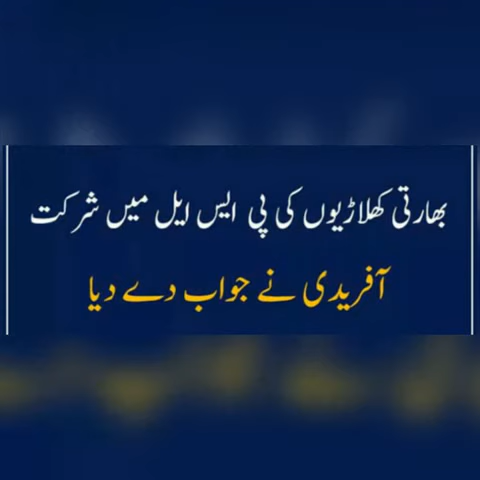 بھارتی کھلاڑیوں کی پی ایس ایل میں شرکت
آفریدی نے جواب دے دیا